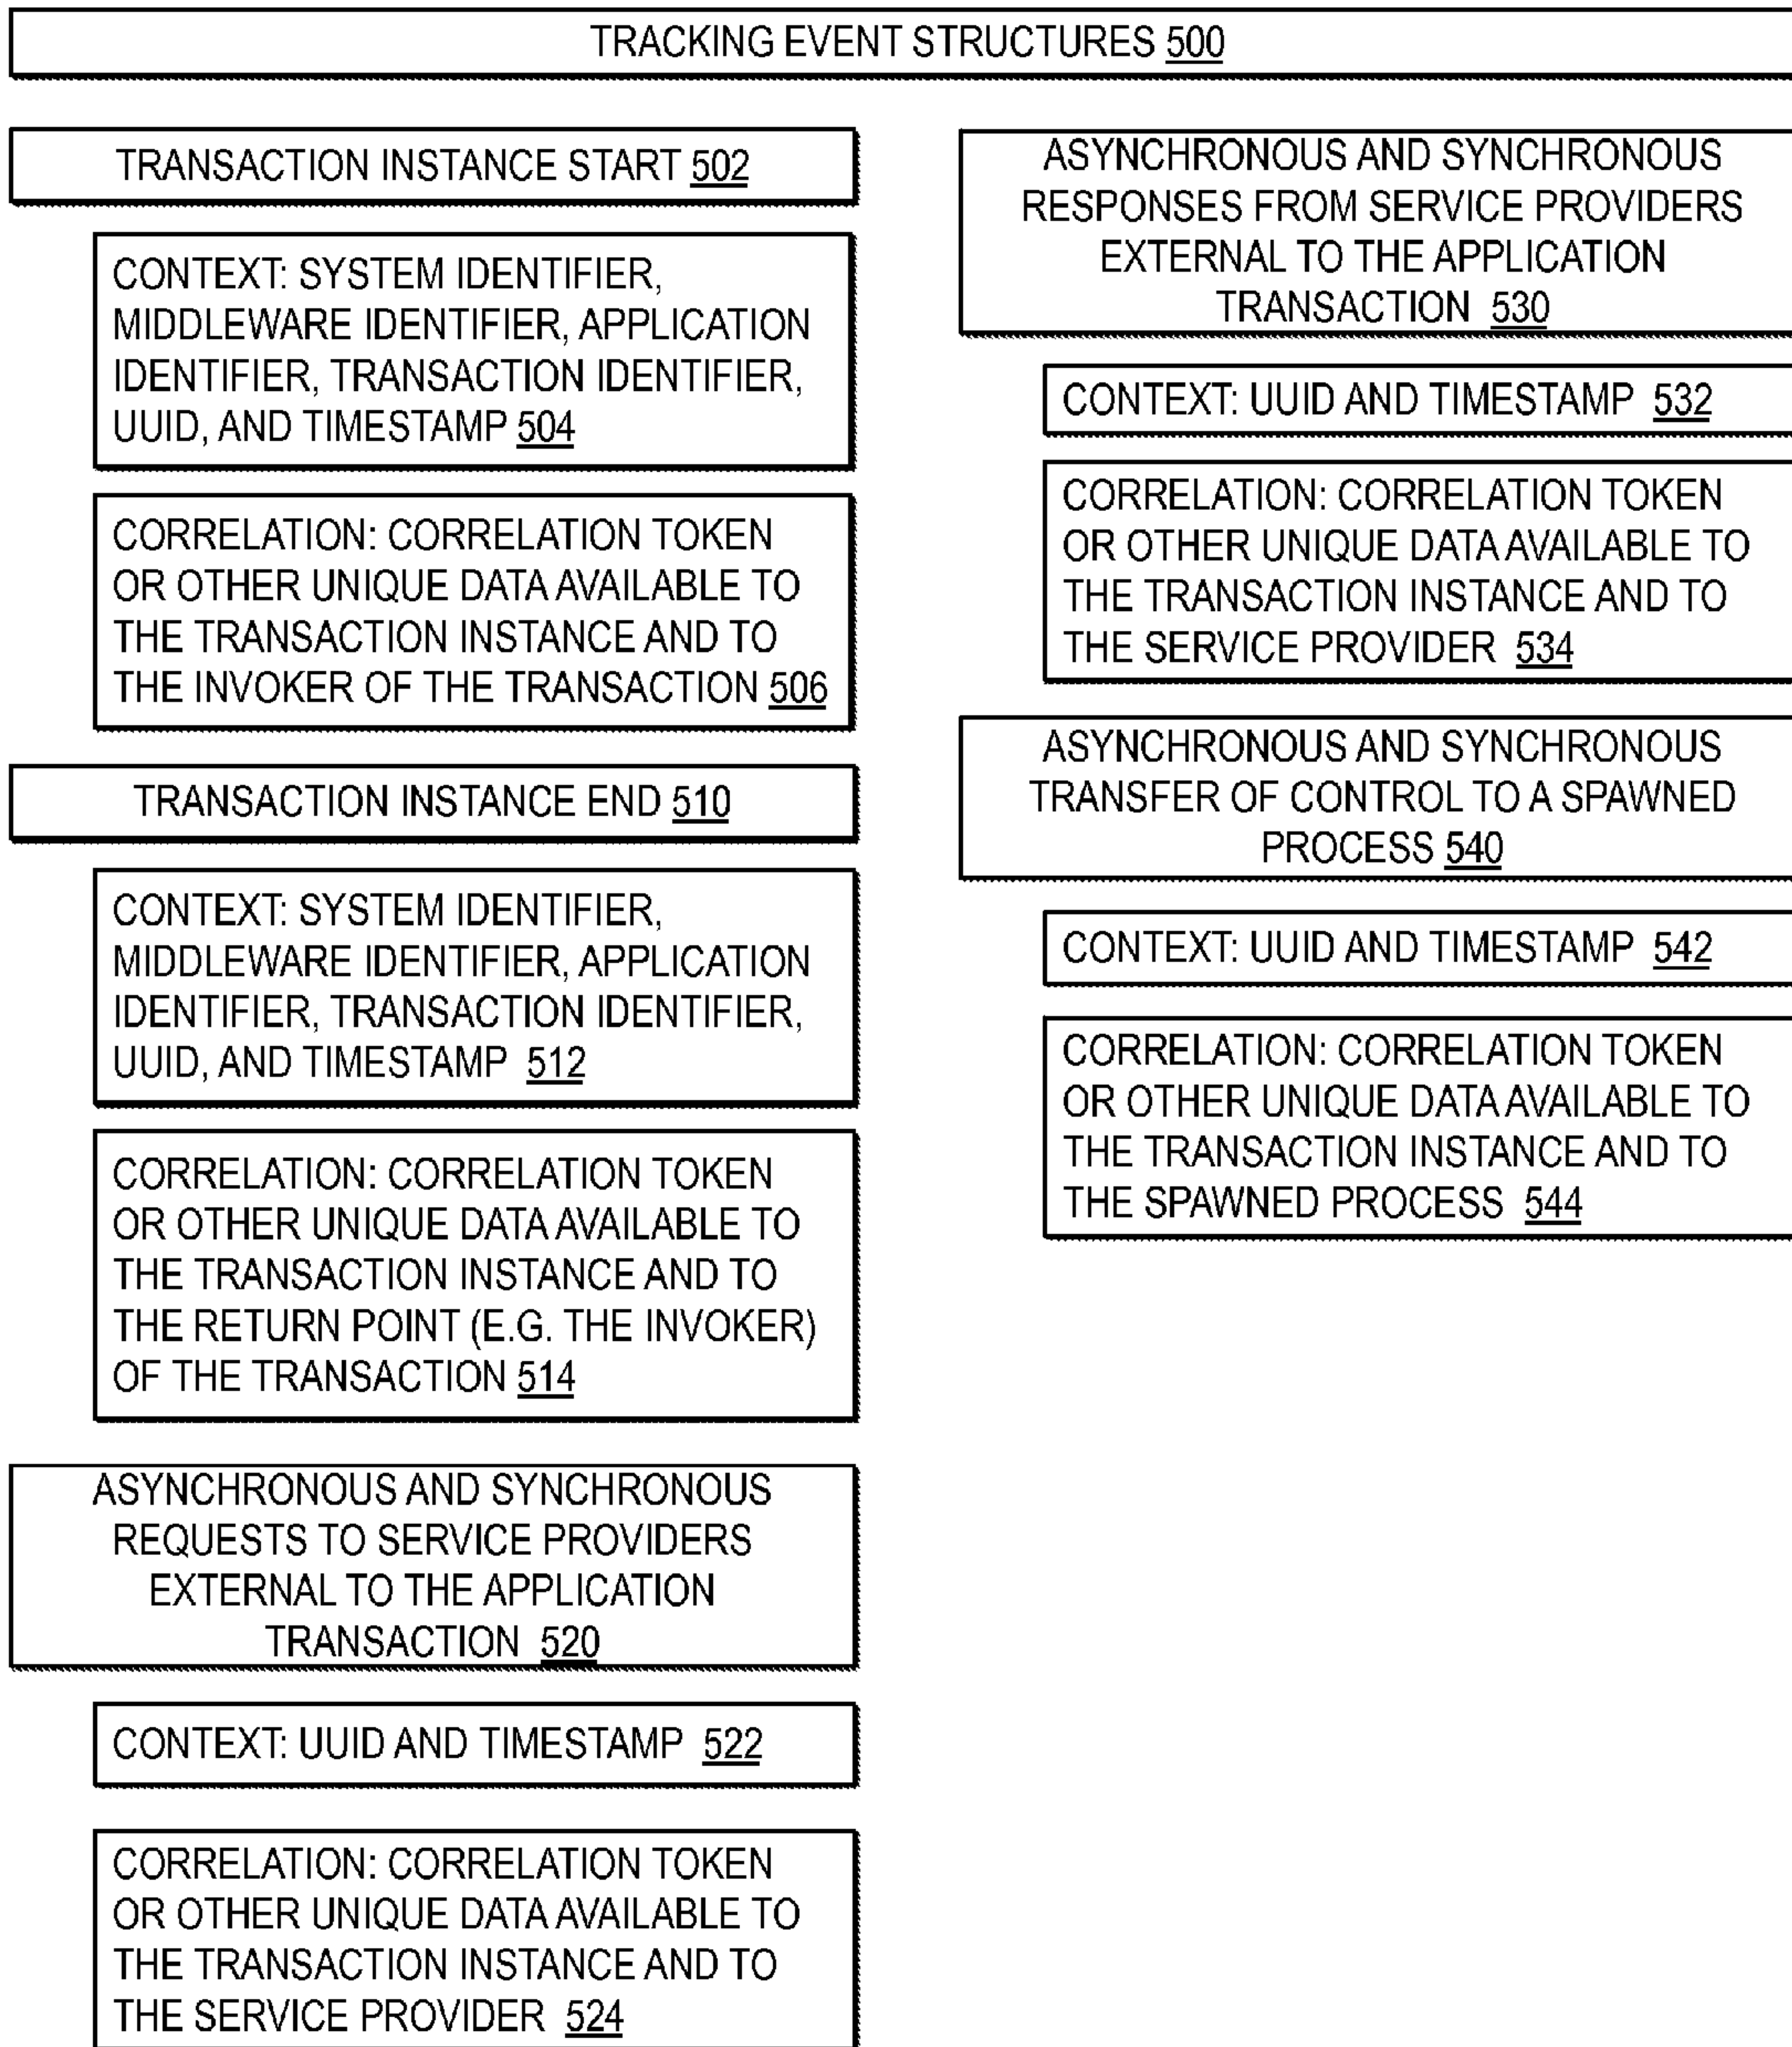 TRACKING EVENT STRUCTURES 500
TRANSACTION INSTANCE START 502
CONTEXT: SYSTEM IDENTIFIER,
MIDDLEWARE IDENTIFIER, APPLICATION
IDENTIFIER, TRANSACTION IDENTIFIER,
UUID, AND TIMESTAMP 504
CORRELATION: CORRELATION TOKEN
OR OTHER UNIQUE DATA AVAILABLE TO
THE TRANSACTION INSTANCE AND TO
THE INVOKER OF THE TRANSACTION 506
TRANSACTION INSTANCE END 510
CONTEXT: SYSTEM IDENTIFIER,
MIDDLEWARE IDENTIFIER, APPLICATION
IDENTIFIER, TRANSACTION IDENTIFIER,
UUID, AND TIMESTAMP 512
CORRELATION: CORRELATION TOKEN
OR OTHER UNIQUE DATA AVAILABLE TO
THE TRANSACTION INSTANCE AND TO
THE RETURN POINT (E.G. THE INVOKER)
OF THE TRANSACTION 514
ASYNCHRONOUS AND SYNCHRONOUS
REQUESTS TO SERVICE PROVIDERS
EXTERNAL TO THE APPLICATION
TRANSACTION 520
CONTEXT: UUID AND TIMESTAMP 522
CORRELATION: CORRELATION TOKEN
OR OTHER UNIQUE DATA AVAILABLE TO
THE TRANSACTION INSTANCE AND TO
THE SERVICE PROVIDER 524
ASYNCHRONOUS AND SYNCHRONOUS
RESPONSES FROM SERVICE PROVIDERS
EXTERNAL TO THE APPLICATION
TRANSACTION 530
CONTEXT: UUID AND TIMESTAMP 532
CORRELATION: CORRELATION TOKEN
OR OTHER UNIQUE DATA AVAILABLE TO
THE TRANSACTION INSTANCE AND TO
THE SERVICE PROVIDER 534
ASYNCHRONOUS AND SYNCHRONOUS
TRANSFER OF CONTROL TO A SPAWNED
PROCESS 540
CONTEXT: UUID AND TIMESTAMP 542
CORRELATION: CORRELATION TOKEN
OR OTHER UNIQUE DATA AVAILABLE TO
THE TRANSACTION INSTANCE AND TO
THE SPAWNED PROCESS 544